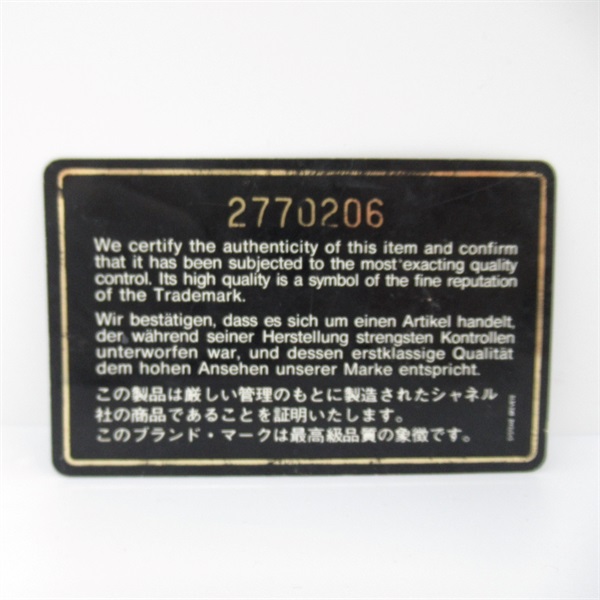 2770206
We certify the authenticity of this item and confirm
that it has been subjected to the most exacting quality
control. Its high quality is a symbol of the fine reputation
of the Trademark.
Wir bestätigen, dass es sich um einen Artikel handelt,
der während seiner Herstellung strengsten Kontrollen
unterworfen war, und dessen erstklassige Qualität
dem hohen Ansehen unserer Marke entspricht.
この製品は厳しい管理のもとに製造されたシャネル
社の商品であることを証明いたします。
このブランド・マークは最高級品質の象徴です。